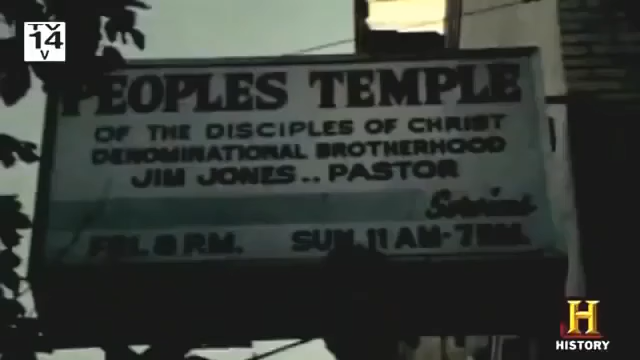 TV
14
V
PEOPLES TEMPLE
OF THE DISCIPLES OF CHRIST
DENOMINATIONAL BROTHERHOOD
JIM JONES.. PASTOR
Services
FRI. 8 P.M. SUN. 11 AM-7 P.M.
H
HISTORY